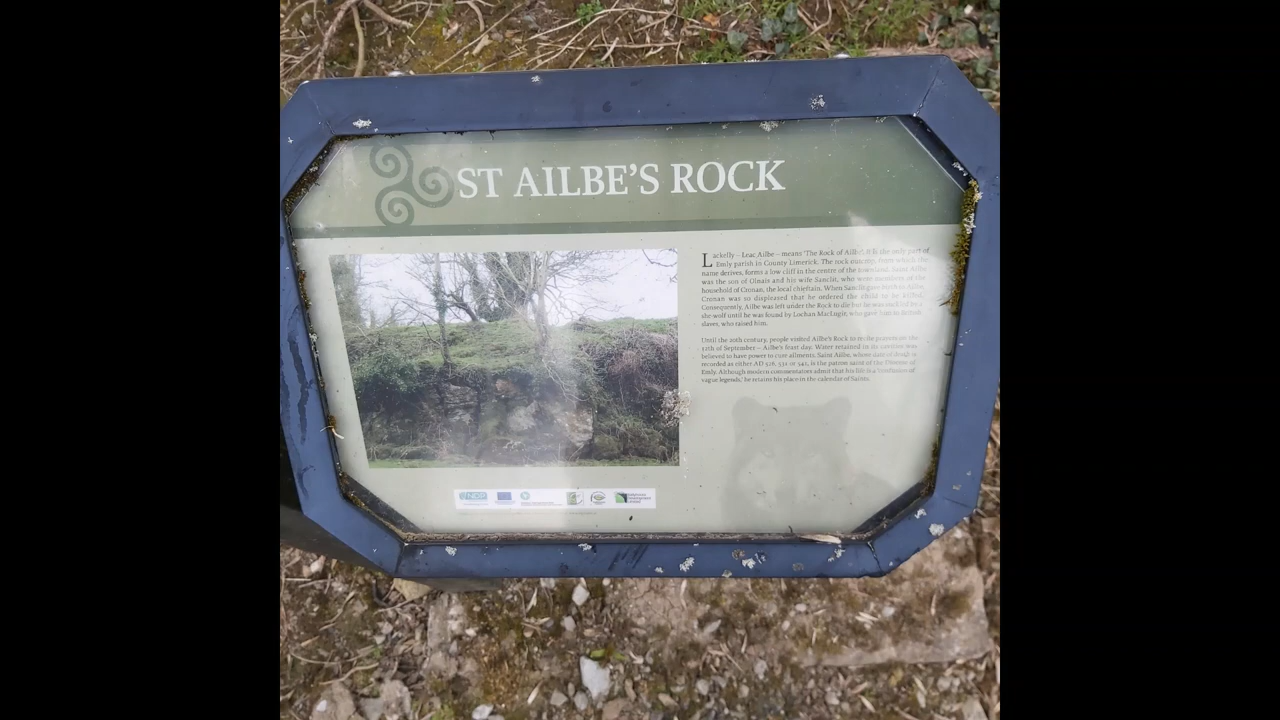 ST AILBE'S ROCK
Larkelly – Leac Ailbe – means 'The Rock of Ailbe'. It is the only part of
Emly parish in County Limerick. The rock outcrop, from which the
name derives, forms a low cliff in the centre of the townland. Saint Ailbe
was the son of Olnais and his wife Sanclit, who were members of the
household of Cronan, the local chieftain. When Sanclit gave birth to Ailbe,
Cronan was so displeased that he ordered the child to be killed.
Consequently, Ailbe was left under the Rock to die but he was suckled by a
she-wolf until he was found by Lochan MacLugir, who gave him to British
slaves, who raised him.
Until the 20th century, people visited Ailbe's Rock to recite prayers on the
12th of September – Ailbe's feast day. Water retained in the was
believed to have power to cure ailments. Saint Ailbe, whose date of death is
recorded as either AD 528, 531 or 542, is the patron saint of the Diocese of
Emly. Although modern commentators admit that his life is a 'confusion of
vague legends,' he retains his place in the calendar of Saints.